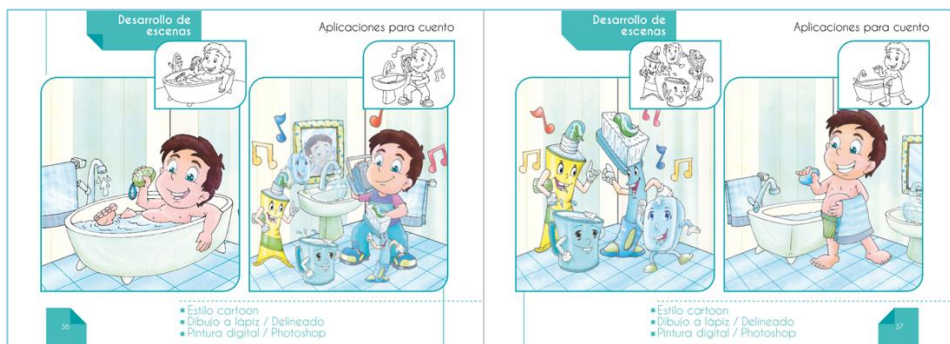 Desarrollo de
escenas
Aplicaciones para cuento
36
Estilo cartoon
Dibujo a lápiz / Delineado
Pintura digital / Photoshop
Desarrollo de
escenas
Aplicaciones para cuento
Estilo cartoon
Dibujo a lápiz / Delineado
Pintura digital / Photoshop
37